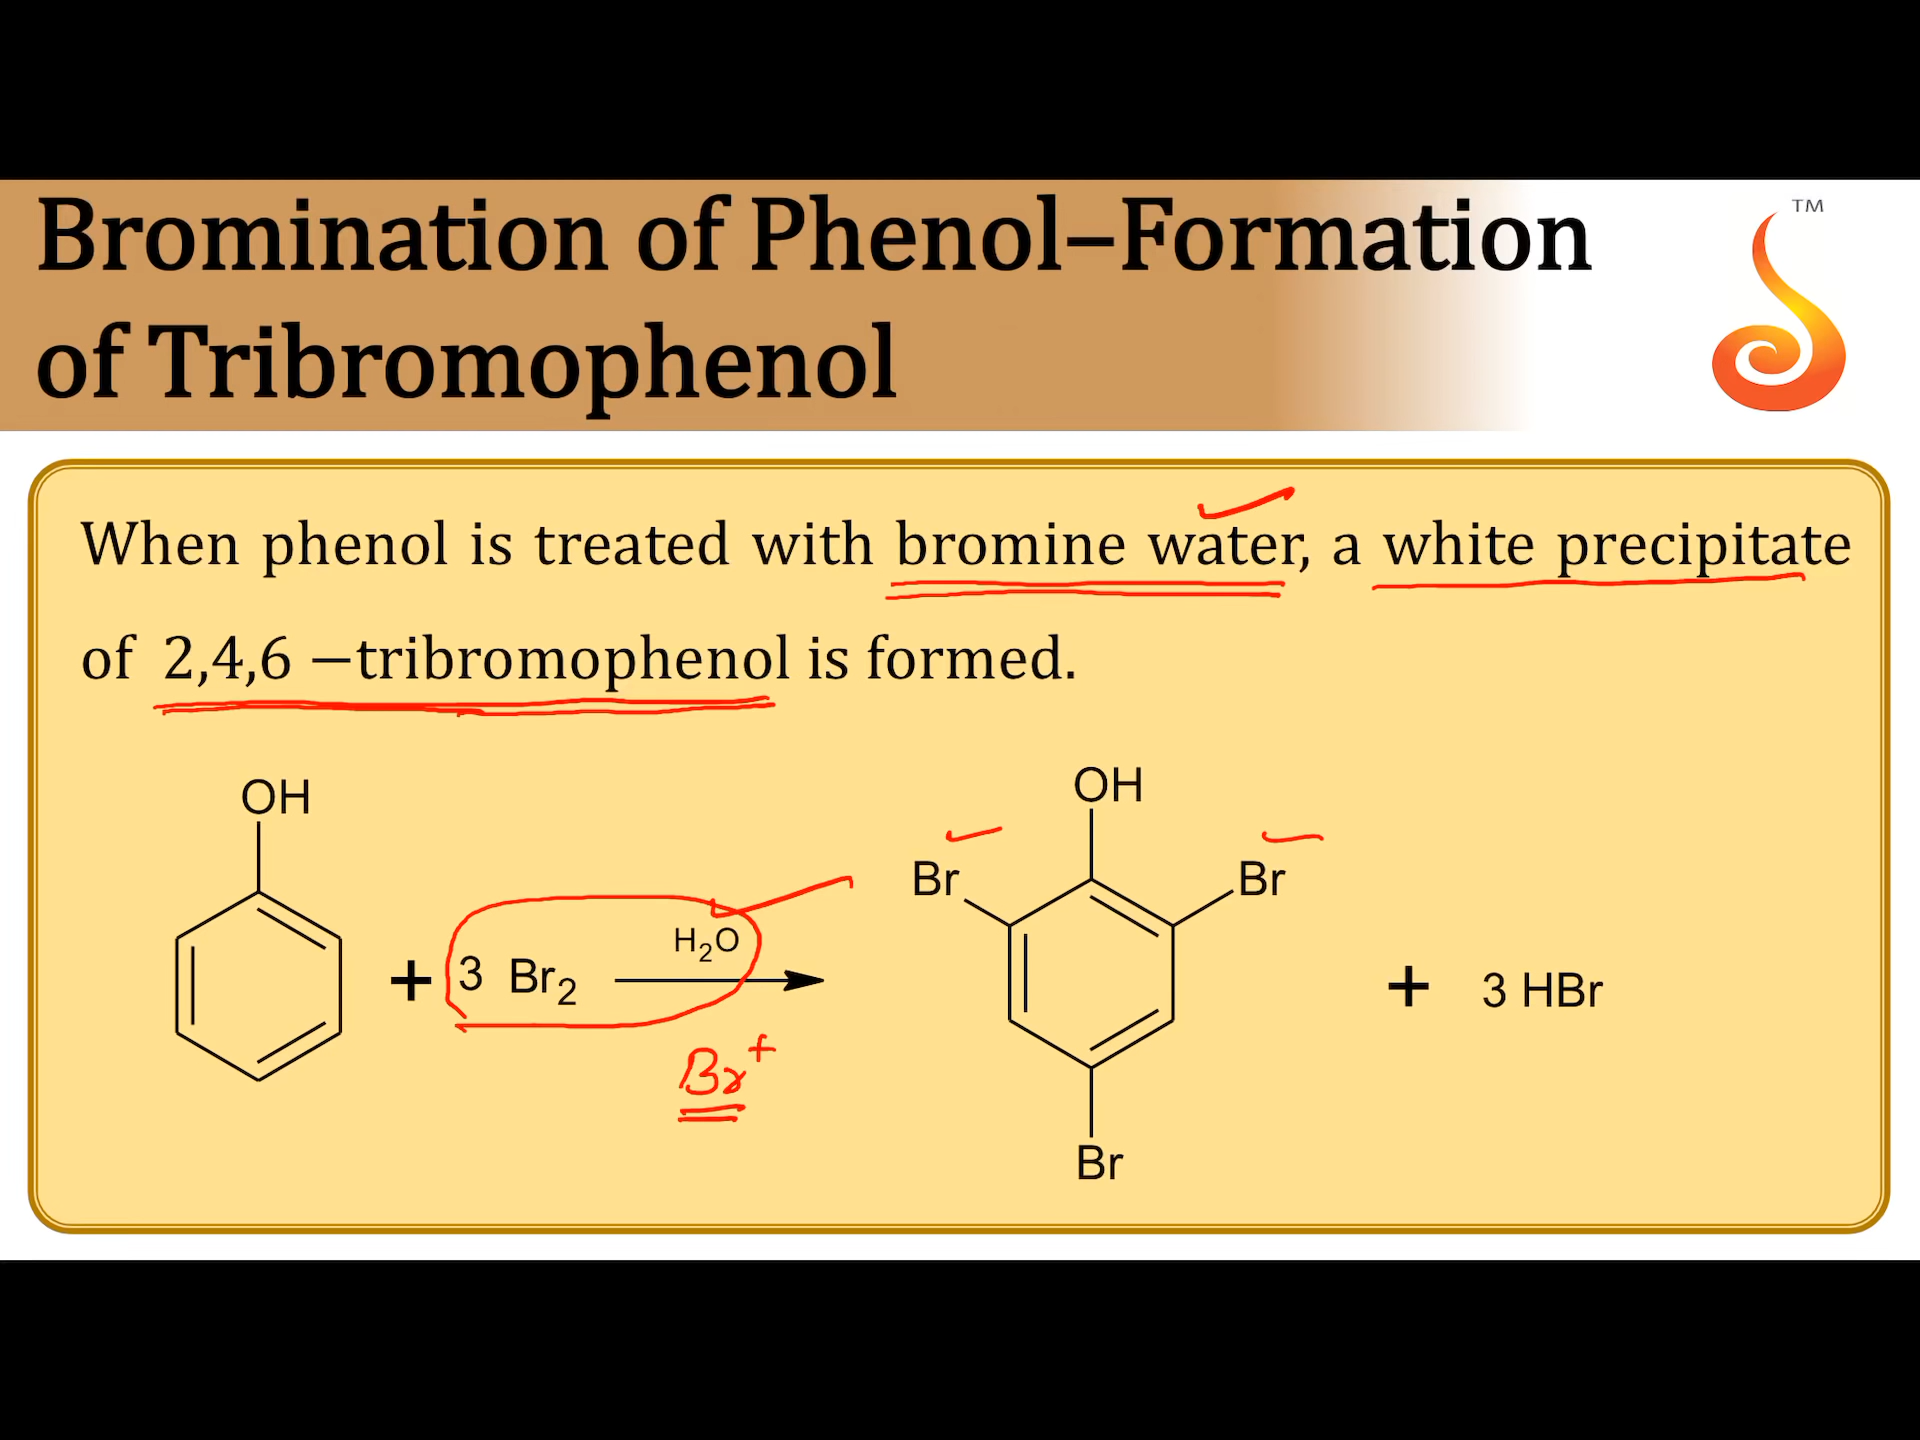 TM
Bromination of Phenol–Formation
of Tribromophenol
When phenol is treated with bromine water, a white precipitate
of 2,4,6 –tribromophenol is formed.
OH OH
Br Br
H₂O
+ 3 Br₂ + 3 HBr
Br⁺
Br